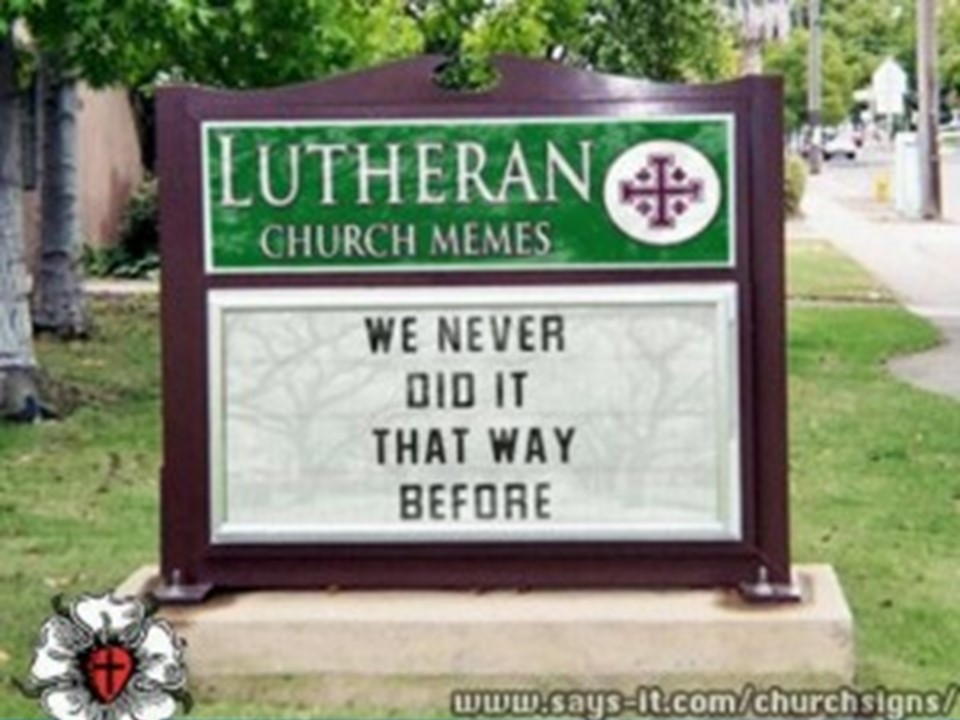 LUTHERAN
CHURCH MEMES
WE NEVER
DID IT
THAT WAY
BEFORE
www.says-it.com/churchsigns/